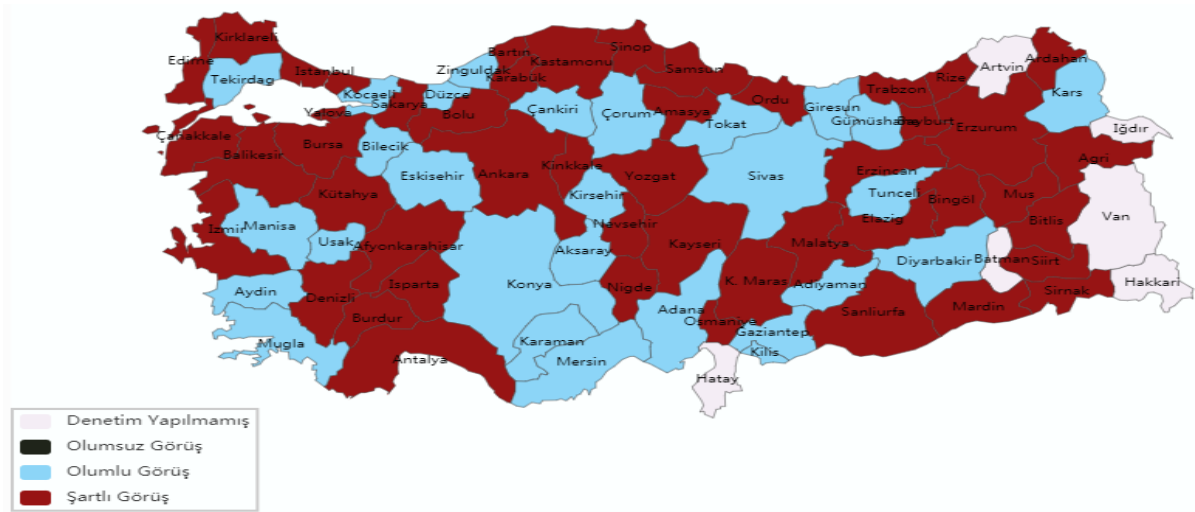 Kirklareli
Edirne
Tekirdag
Istanbul
Kocaeli
Yalova
Sakarya
Düzce
Zinguldak
Bartın
Karabük
Kastamonu
Sinop
Samsun
Bolu
Çankiri
Çorum
Amasya
Ordu
Tokat
Giresun
Gümüshane
Trabzon
Rize
Artvin
Ardahan
Kars
Bayburt
Erzurum
Iğdır
Çanakkale
Balikesir
Bursa
Bilecik
Eskisehir
Ankara
Kinkkale
Yozgat
Sivas
Erzincan
Agri
Kütahya
Kirsehir
Nevsehir
Tunceli
Bingöl
Mus
Bitlis
Van
Manisa
Izmir
Usak
Afyonkarahisar
Aksaray
Kayseri
Malatya
Elazig
Diyarbakir
Batman
Siirt
Hakkari
Aydin
Denizli
Isparta
Konya
Nigde
K. Maras
Adiyaman
Sirnak
Mardin
Sanliurfa
Burdur
Mugla
Antalya
Karaman
Mersin
Adana
Osmaniye
Gaziantep
Kilis
Hatay
Denetim Yapılmamış
Olumsuz Görüş
Olumlu Görüş
Şartlı Görüş